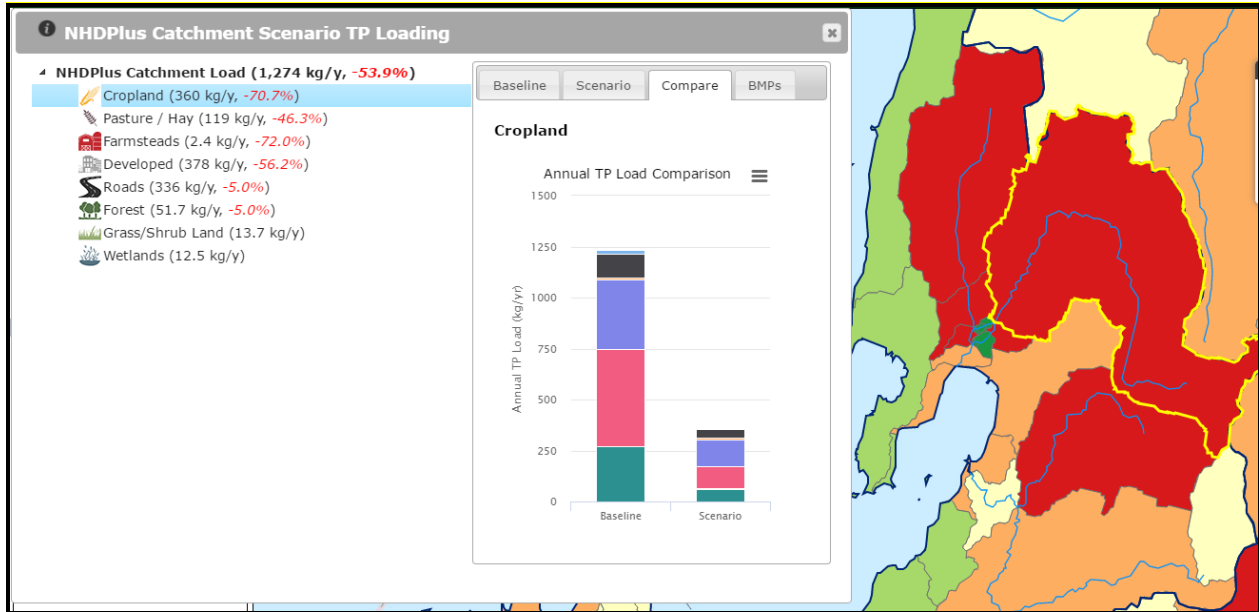 NHDPlus Catchment Scenario TP Loading
NHDPlus Catchment Load (1,274 kg/y, -53.9%)
Cropland (360 kg/y, -70.7%)
Pasture / Hay (119 kg/y, -46.3%)
Farmsteads (2.4 kg/y, -72.0%)
Developed (378 kg/y, -56.2%)
Roads (336 kg/y, -5.0%)
Forest (51.7 kg/y, -5.0%)
Grass/Shrub Land (13.7 kg/y)
Wetlands (12.5 kg/y)
Baseline Scenario Compare BMPs
Cropland
Annual TP Load Comparison
Annual TP Load (kg/yr)
1500
1250
1000
750
500
250
0
Baseline Scenario